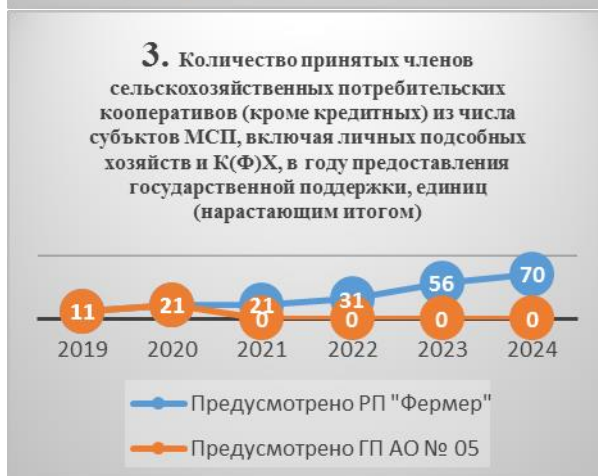 3. Количество принятых членов
сельскохозяйственных потребительских
кооперативов (кроме кредитных) из числа
субъктов МСП, включая личных подсобных
хозяйств и К(Ф)Х, в году предоставления
государственной поддержки, единиц
(нарастающим итогом)
11 21 21 31 56 70
0 0 0 0
2019 2020 2021 2022 2023 2024
Предусмотрено РП "Фермер"
Предусмотрено ГП АО № 05